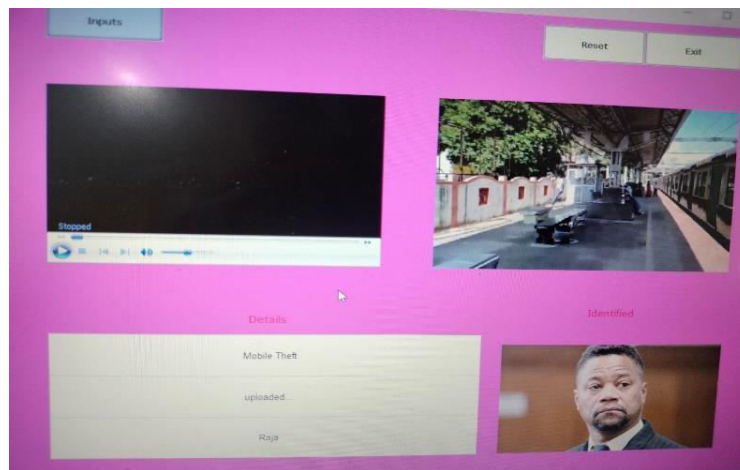 Inputs
Reset
Exit
Stopped
Details
Identified
Mobile Theft
uploaded...
Raja